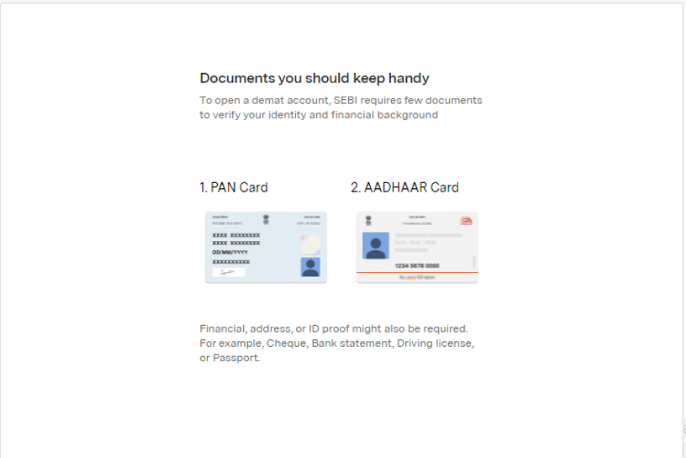 Documents you should keep handy
To open a demat account, SEBI requires few documents
to verify your identity and financial background
1. PAN Card
2. AADHAAR Card
XXXX XXXXXXXX
XXXX XXXXXXXX
DD/MM/YYYY
XXXXXXXXXX
1234 5678 0000
Financial, address, or ID proof might also be required.
For example, Cheque, Bank statement, Driving license,
or Passport.